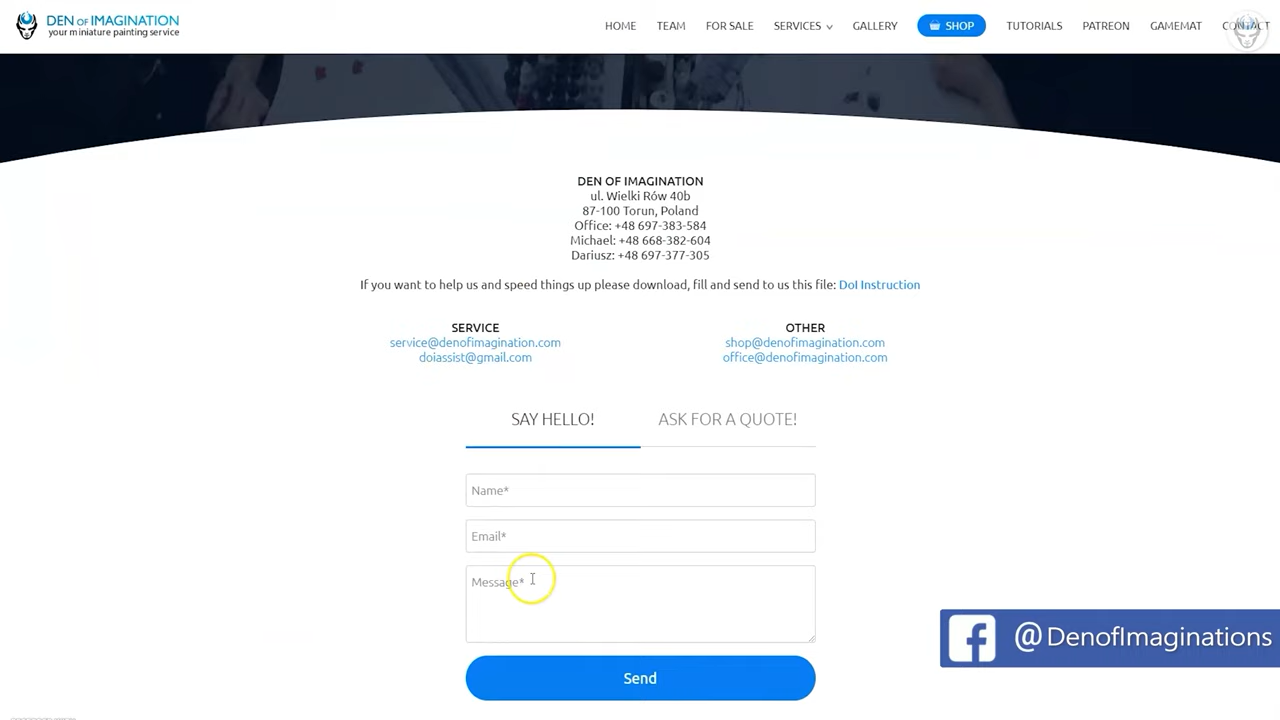 DEN OF IMAGINATION
your miniature painting service
HOME
TEAM
FOR SALE
SERVICES
GALLERY
SHOP
TUTORIALS
PATREON
GAMEMAT
CONTACT
DEN OF IMAGINATION
ul. Wielki Rów 40b
87-100 Torun, Poland
Office: +48 697-383-584
Michael: +48 668-382-604
Dariusz: +48 697-377-305
If you want to help us and speed things up please download, fill and send to us this file: DoI Instruction
SERVICE
service@denofimagination.com
doiassist@gmail.com
OTHER
shop@denofimagination.com
office@denofimagination.com
SAY HELLO!
ASK FOR A QUOTE!
Name*
Email*
Message*
Send
@DenofImaginations